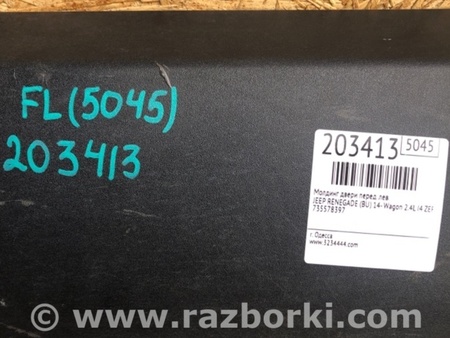 FL (5045)
203413
203413 5045
Молдинг двери перед. лев.
JEEP RENEGADE (BU) 14- Wagon 2.4L I4 ZER
735578397
г. Одесса
www.3234444.com
© www.razborki.com